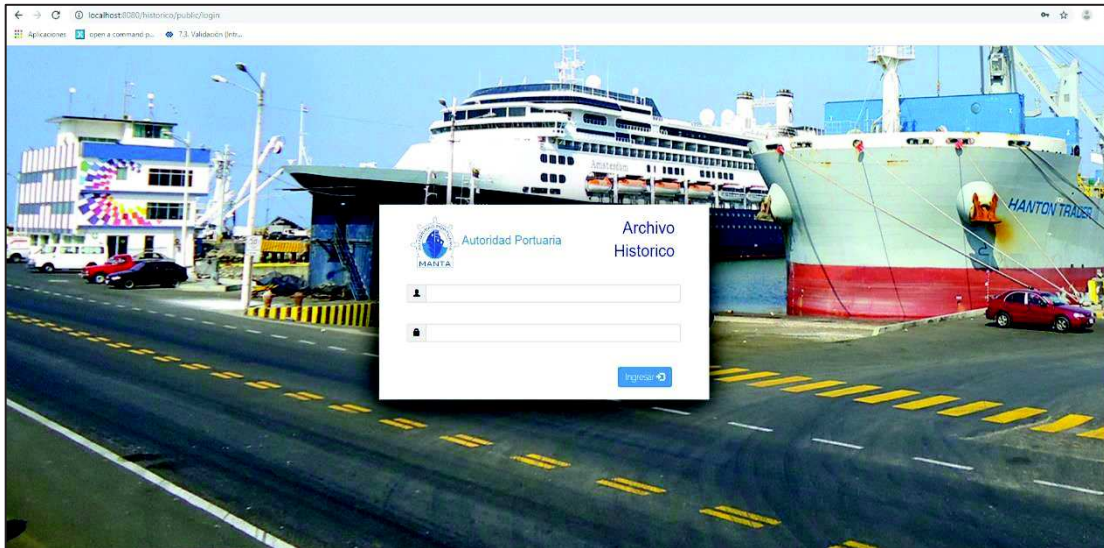 localhost:8080/historico/public/login
Aplicaciones
open a command p...
7.3. Validación (Intr...
Amsterdam
HANTON TRADER
MANTA
Autoridad Portuaria
Archivo
Historico
Ingresar